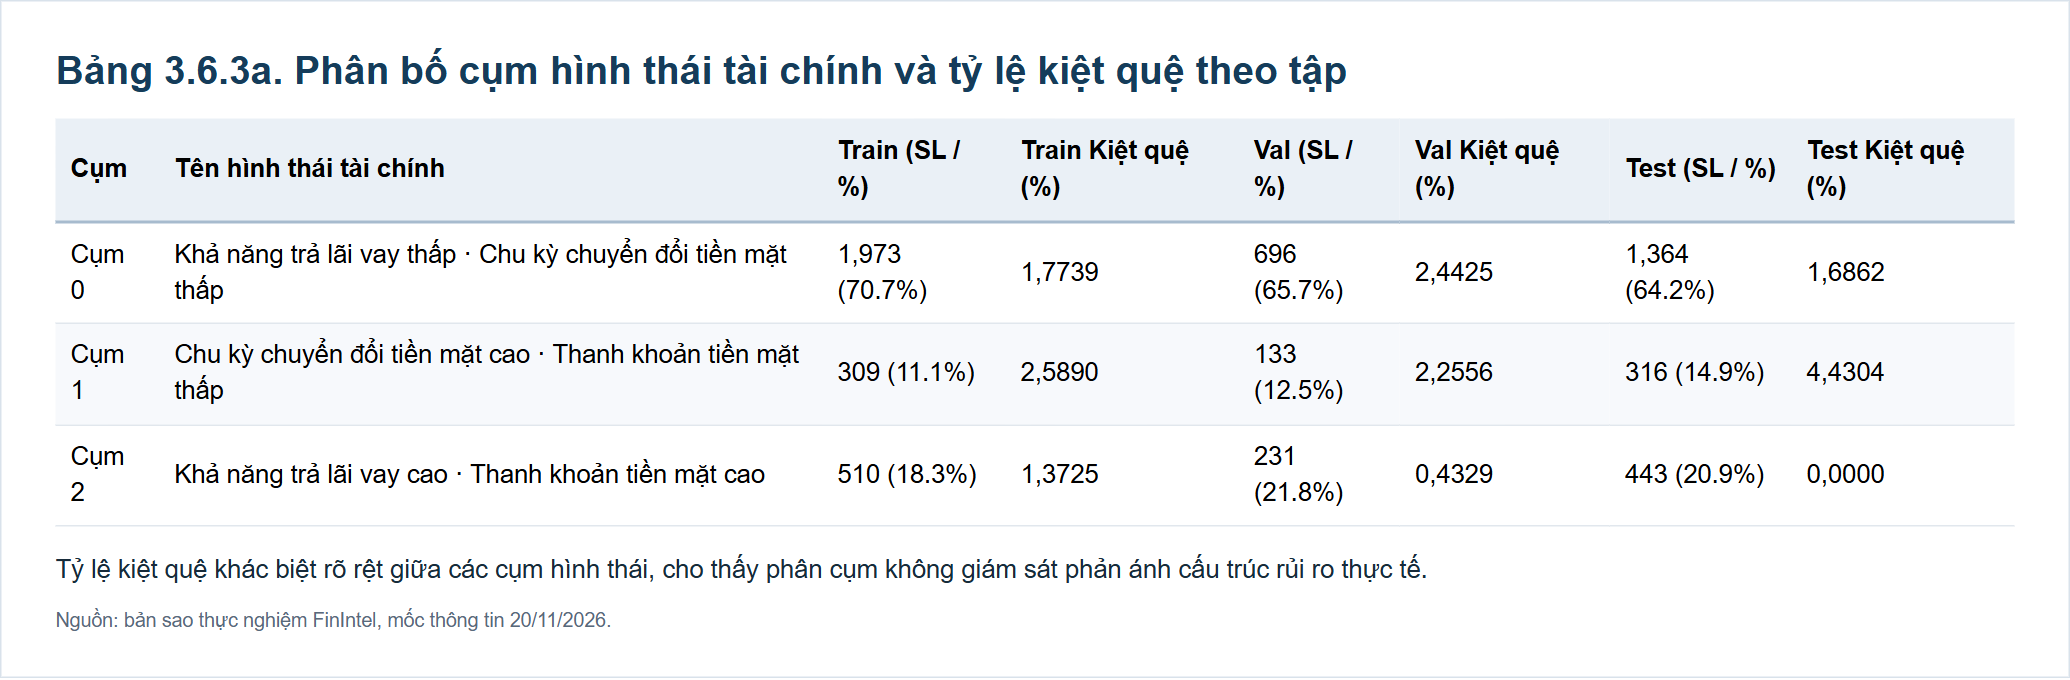 Bảng 3.6.3a. Phân bố cụm hình thái tài chính và tỷ lệ kiệt quệ theo tập
Cụm
Tên hình thái tài chính
Train (SL /
%)
Train Kiệt quệ
(%)
Val (SL /
%)
Val Kiệt quệ
(%)
Test (SL / %)
Test Kiệt quệ
(%)
Cụm
0
Khả năng trả lãi vay thấp · Chu kỳ chuyển đổi tiền mặt
thấp
1,973
(70.7%)
1,7739
696
(65.7%)
2,4425
1,364
(64.2%)
1,6862
Cụm
1
Chu kỳ chuyển đổi tiền mặt cao · Thanh khoản tiền mặt
thấp
309 (11.1%)
2,5890
133
(12.5%)
2,2556
316 (14.9%)
4,4304
Cụm
2
Khả năng trả lãi vay cao · Thanh khoản tiền mặt cao
510 (18.3%)
1,3725
231
(21.8%)
0,4329
443 (20.9%)
0,0000
Tỷ lệ kiệt quệ khác biệt rõ rệt giữa các cụm hình thái, cho thấy phân cụm không giám sát phản ánh cấu trúc rủi ro thực tế.
Nguồn: bản sao thực nghiệm FinIntel, mốc thông tin 20/11/2026.